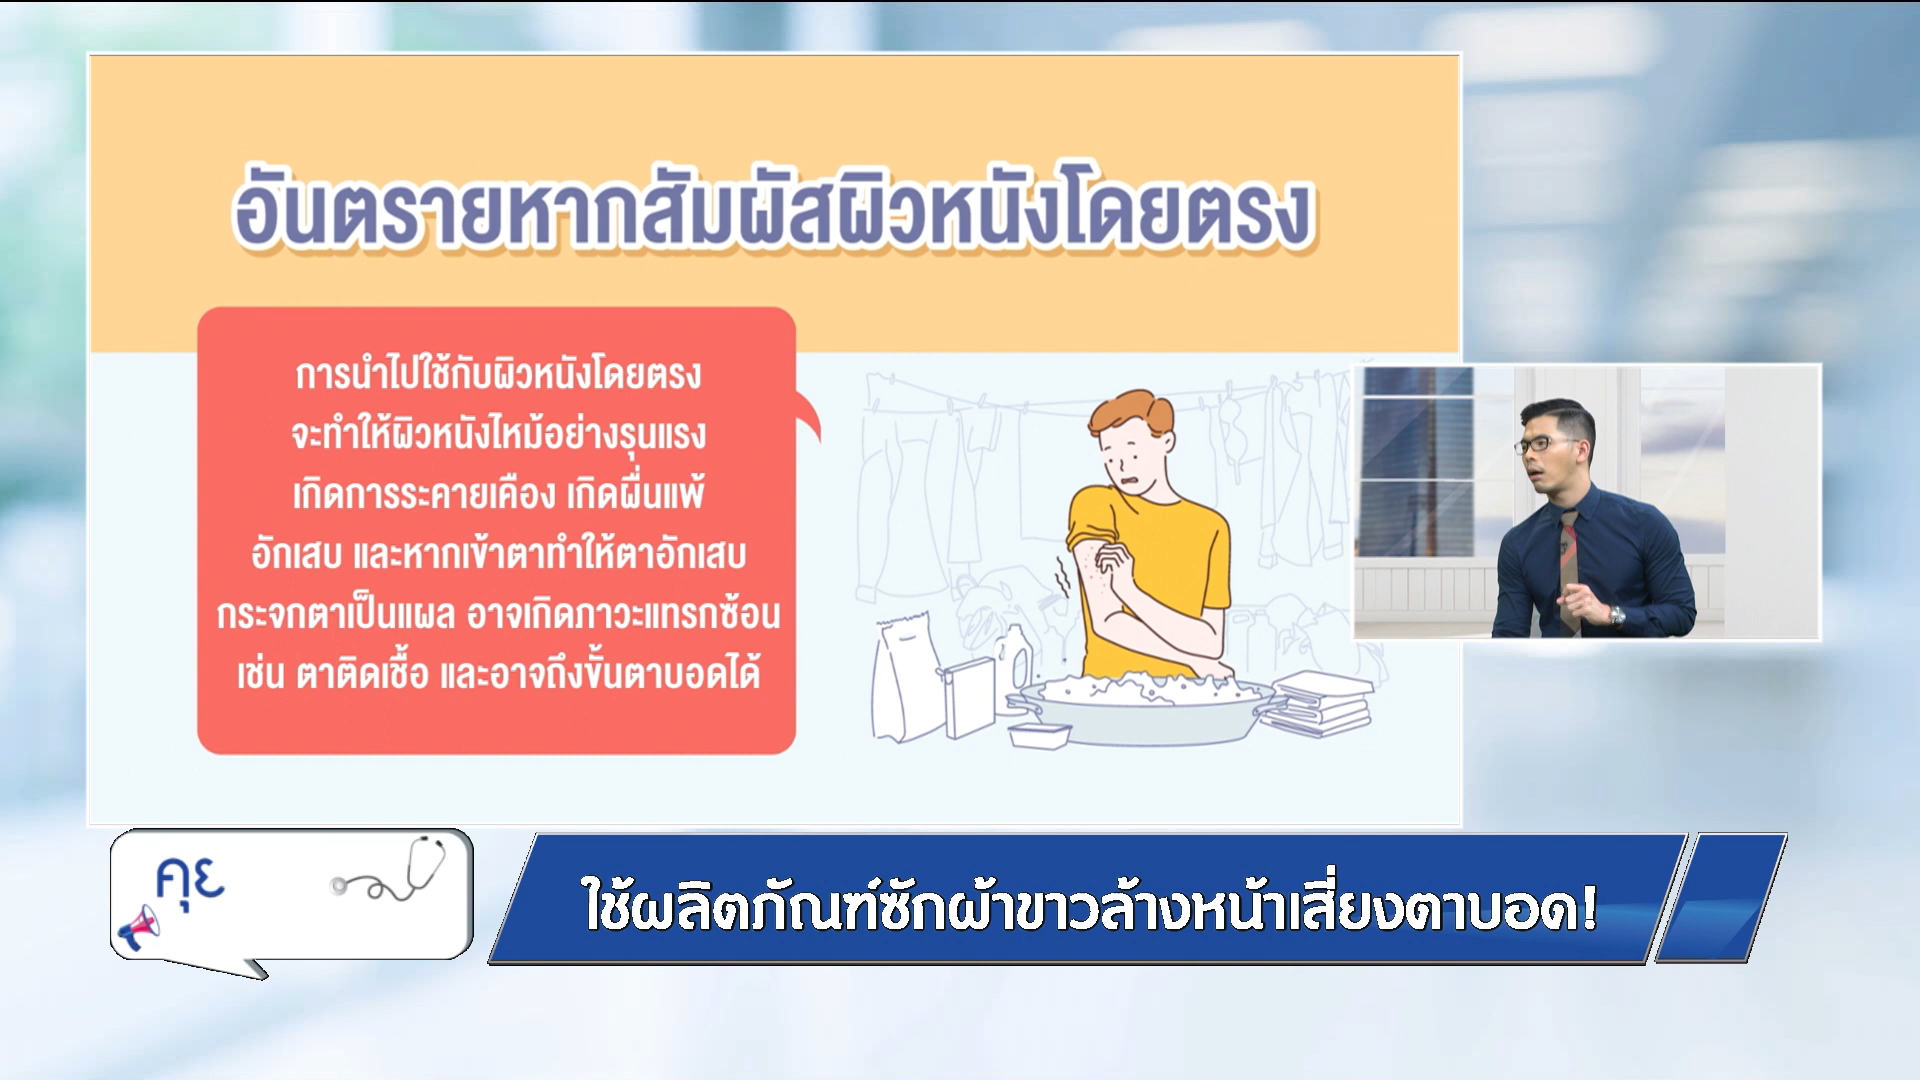 อันตรายหากสัมผัสผิวหนังโดยตรง
การนำไปใช้กับผิวหนังโดยตรง
จะทำให้ผิวหนังไหม้อย่างรุนแรง
เกิดการระคายเคือง เกิดผื่นแพ้
อักเสบ และหากเข้าตาทำให้ตาอักเสบ
กระจกตาเป็นแผล อาจเกิดภาวะแทรกซ้อน
เช่น ตาติดเชื้อ และอาจถึงขั้นตาบอดได้
คุย
ใช้ผลิตภัณฑ์ซักผ้าขาวล้างหน้าเสี่ยงตาบอด!